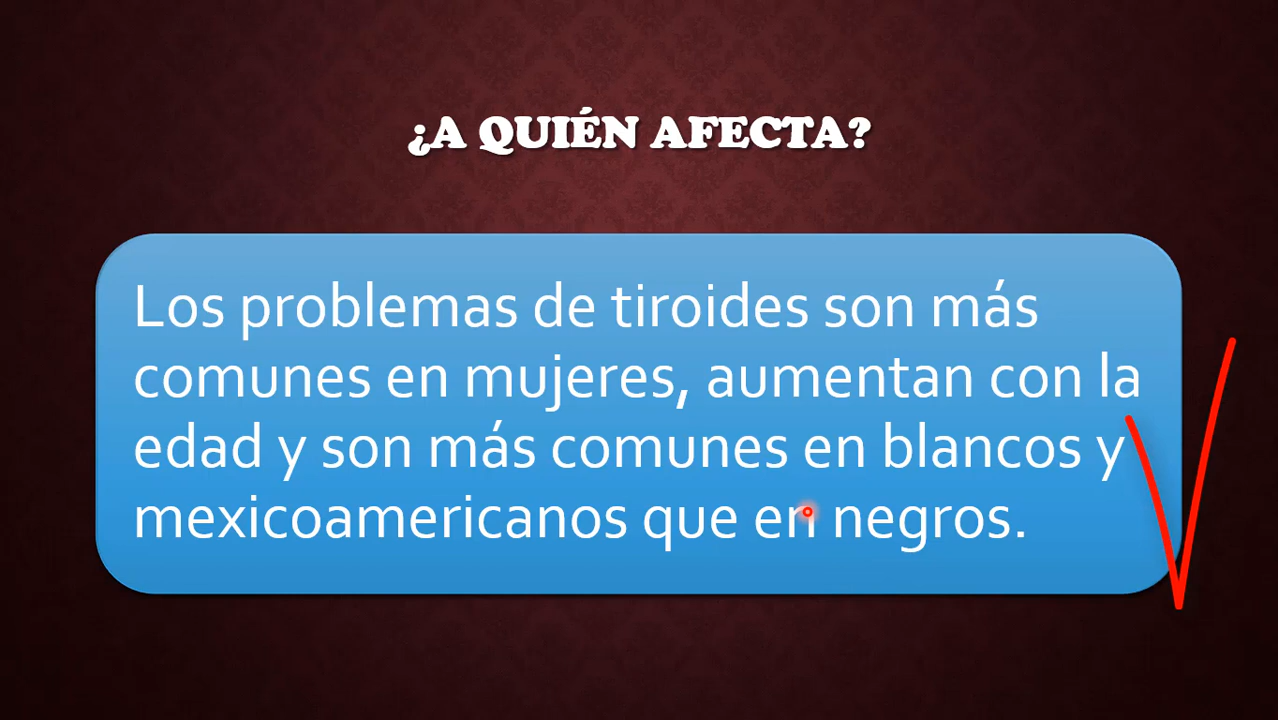 ¿A QUIÉN AFECTA?
Los problemas de tiroides son más
comunes en mujeres, aumentan con la
edad y son más comunes en blancos y
mexicoamericanos que en negros.